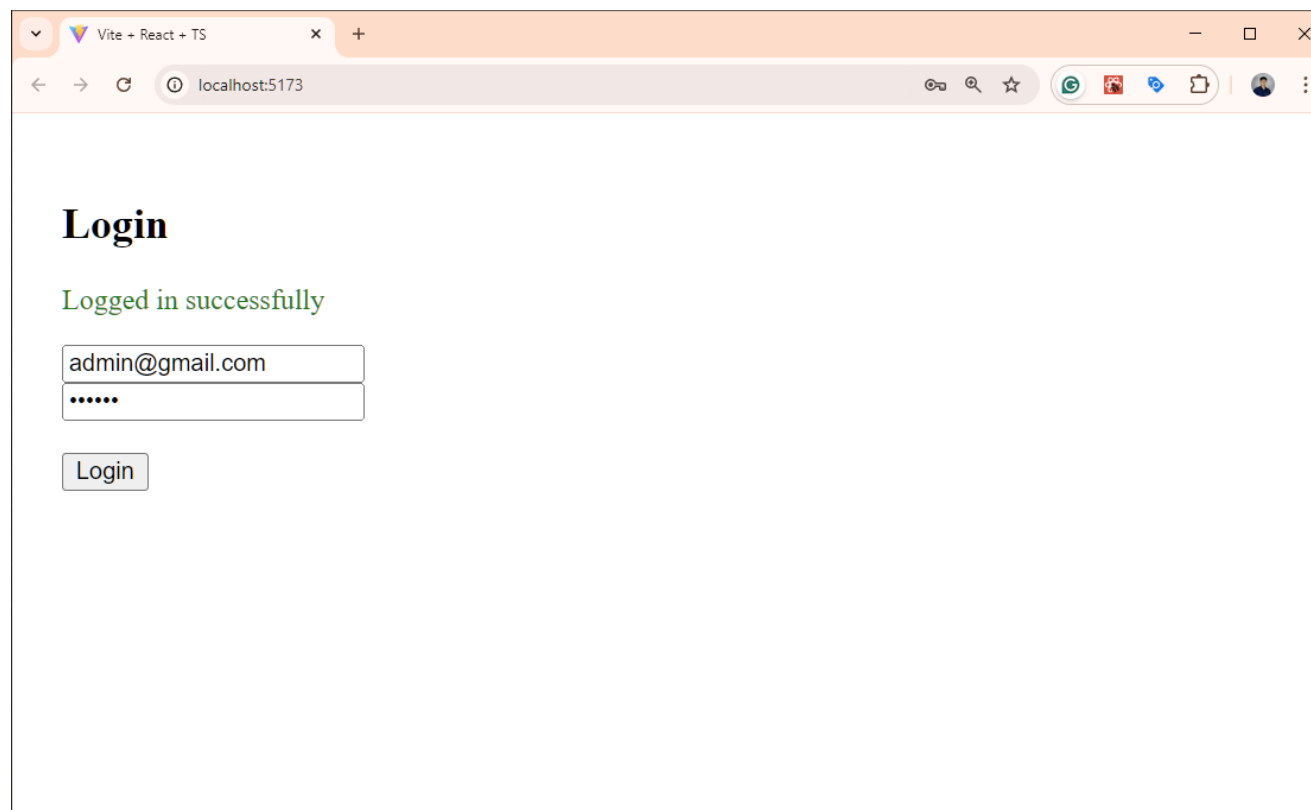 Vite + React + TS
localhost:5173
Login
Logged in successfully
admin@gmail.com
••••••
Login